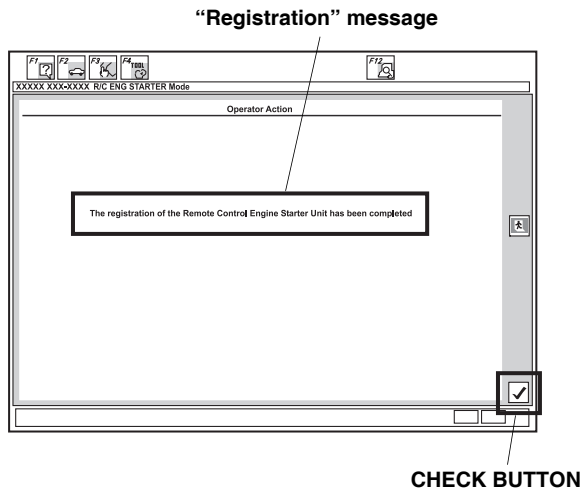 “Registration” message
F1 F2 F3 F4 TOOL F12
XXXXX XXX-XXXX R/C ENG STARTER Mode
Operator Action
The registration of the Remote Control Engine Starter Unit has been completed
CHECK BUTTON